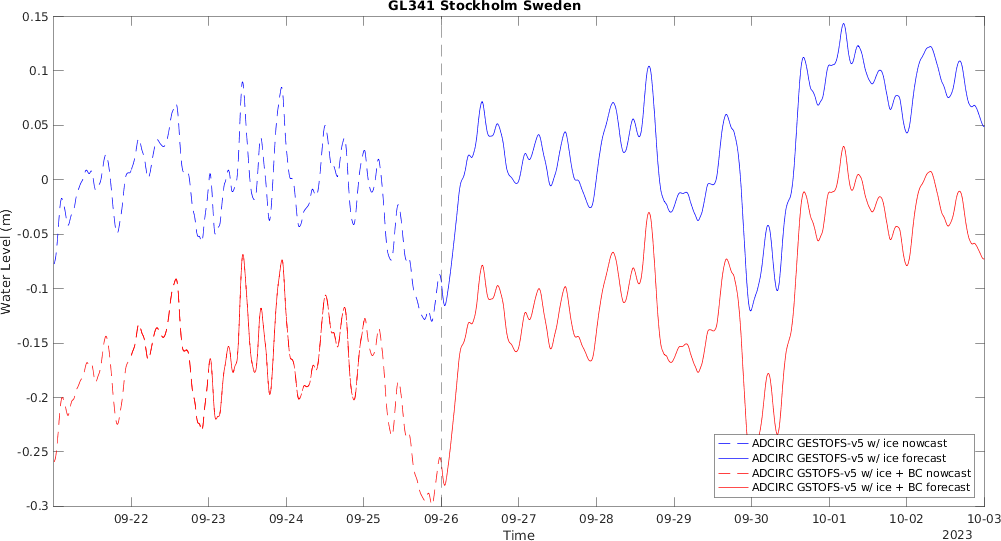 GL341 Stockholm Sweden
0.15
0.1
0.05
0
-0.05
-0.1
-0.15
-0.2
-0.25
-0.3
Water Level (m)
ADCIRC GESTOFS-v5 w/ ice nowcast
ADCIRC GESTOFS-v5 w/ ice forecast
ADCIRC GSTOFS-v5 w/ ice + BC nowcast
ADCIRC GSTOFS-v5 w/ ice + BC forecast
09-22 09-23 09-24 09-25 09-26 09-27 09-28 09-29 09-30 10-01 10-02 10-03
Time
2023